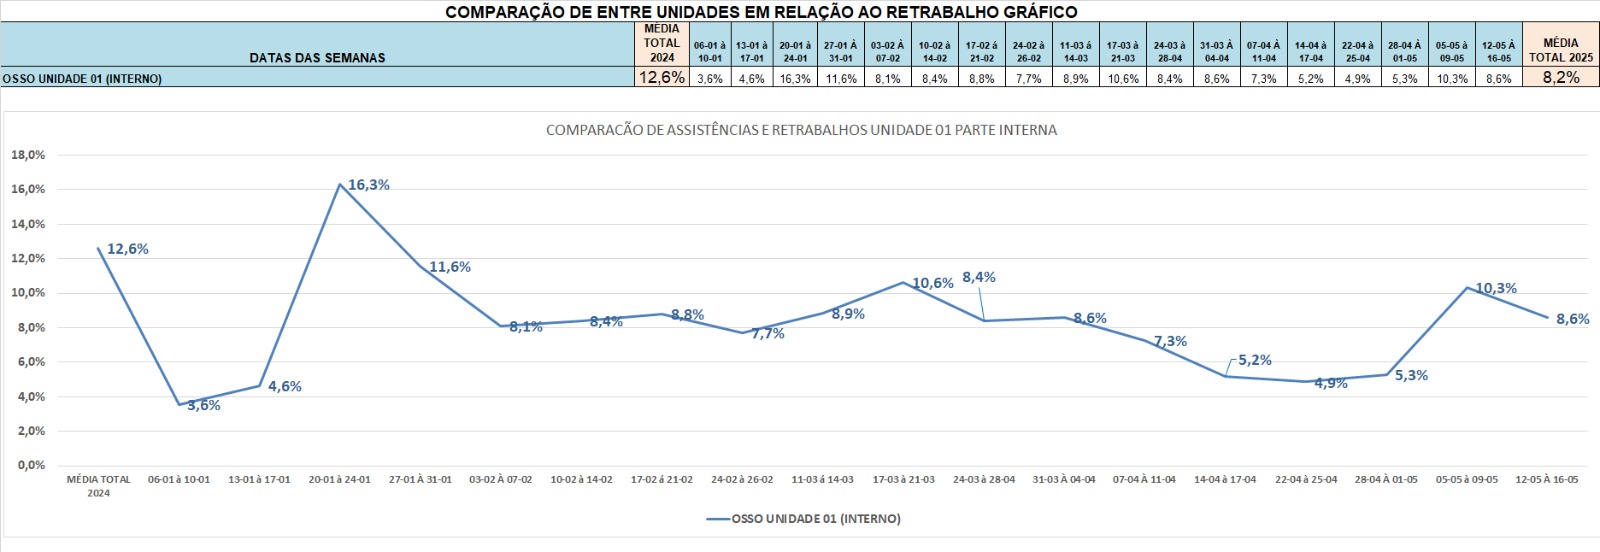 COMPARAÇÃO DE ENTRE UNIDADES EM RELAÇÃO AO RETRABALHO GRÁFICO
DATAS DAS SEMANAS MÉDIA TOTAL 2024 06-01 à 10-01 13-01 à 17-01 20-01 à 24-01 27-01 À 31-01 03-02 À 07-02 10-02 à 14-02 17-02 á 21-02 24-02 à 26-02 11-03 á 14-03 17-03 á 21-03 24-03 á 28-04 31-03 À 04-04 07-04 À 11-04 14-04 à 17-04 22-04 á 25-04 28-04 À 01-05 05-05 à 09-05 12-05 À 16-05 MÉDIA TOTAL 2025
OSSO UNIDADE 01 (INTERNO) 12,6% 3,6% 4,6% 16,3% 11,6% 8,1% 8,4% 8,8% 7,7% 8,9% 10,6% 8,4% 8,6% 7,3% 5,2% 4,9% 5,3% 10,3% 8,6% 8,2%
COMPARACÃO DE ASSISTÊNCIAS E RETRABALHOS UNIDADE 01 PARTE INTERNA
18,0%
16,0%
14,0%
12,0%
10,0%
8,0%
6,0%
4,0%
2,0%
0,0%
12,6% 3,6% 4,6% 16,3% 11,6% 8,1% 8,4% 8,8% 7,7% 8,9% 10,6% 8,4% 8,6% 7,3% 5,2% 4,9% 5,3% 10,3% 8,6%
MÉDIA TOTAL 2024 06-01 à 10-01 13-01 à 17-01 20-01 à 24-01 27-01 À 31-01 03-02 À 07-02 10-02 à 14-02 17-02 á 21-02 24-02 à 26-02 11-03 á 14-03 17-03 á 21-03 24-03 á 28-04 31-03 À 04-04 07-04 À 11-04 14-04 à 17-04 22-04 á 25-04 28-04 À 01-05 05-05 à 09-05 12-05 À 16-05
OSSO UNIDADE 01 (INTERNO)